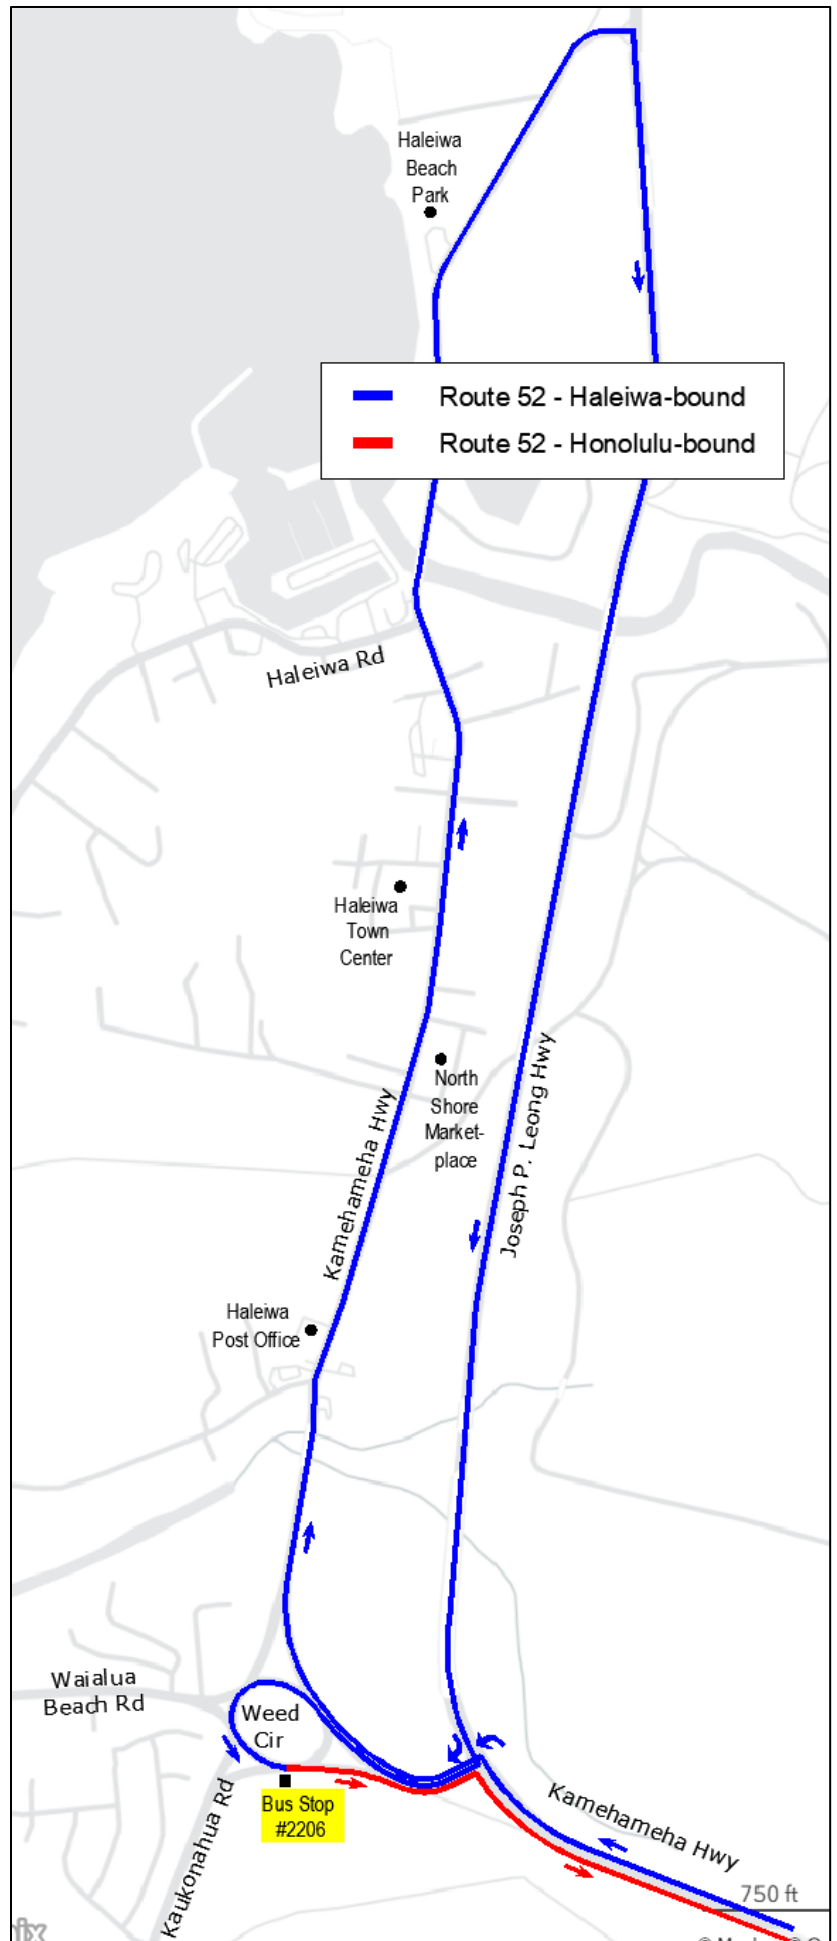 Haleiwa
Beach
Park
Route 52 - Haleiwa-bound
Route 52 - Honolulu-bound
Haleiwa Rd
Haleiwa
Town
Center
North
Shore
Market-
place
Kamehameha Hwy
Joseph P. Leong Hwy
Haleiwa
Post Office
Waialua
Beach Rd
Weed
Cir
Bus Stop
#2206
Kaukonahua Rd
Kamehameha Hwy
750 ft